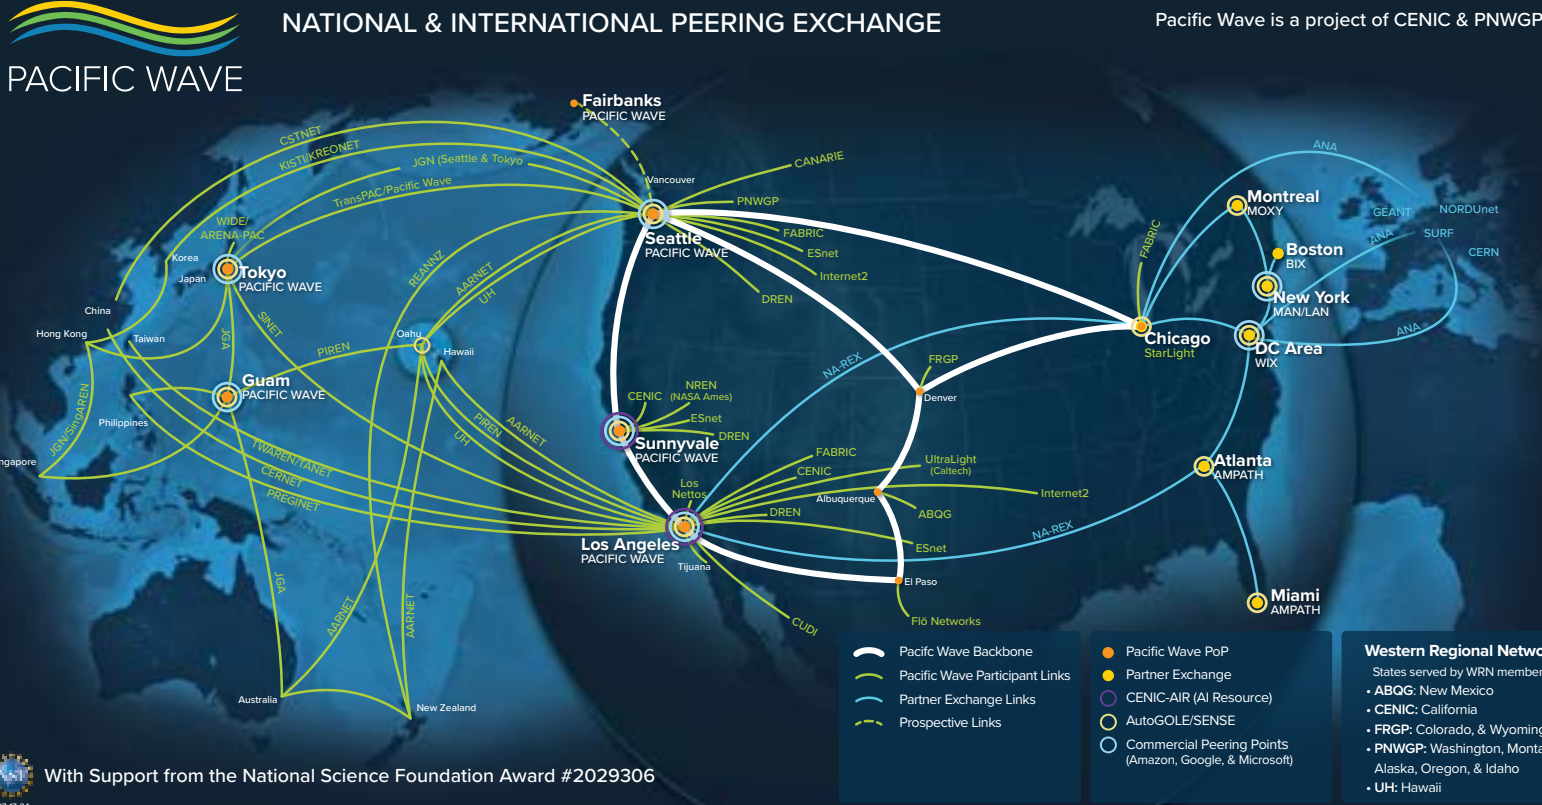 NATIONAL & INTERNATIONAL PEERING EXCHANGE
Pacific Wave is a project of CENIC & PNWGP
PACIFIC WAVE
Fairbanks
PACIFIC WAVE
CSTNET
KISTI/KREONET
JGN (Seattle & Tokyo
TransPAC/Pacific Wave
Vancouver
CANARIE
PNWGP
FABRIC
ESnet
Internet2
DREN
Seattle
PACIFIC WAVE
WIDE/
ARENA-PAC
Korea
Japan
Tokyo
PACIFIC WAVE
China
Hong Kong
Taiwan
JGA
SINET
REANNZ
AARNET
UH
Oahu
Hawaii
PIREN
Guam
PACIFIC WAVE
Philippines
JGN/SingAREN
ngapore
TWAREN/TANET
CERNET
PREGINET
UH
PIREN
AARNET
JGA
AARNET
AARNET
Australia
New Zealand
CENIC
NREN
(NASA Ames)
ESnet
DREN
Sunnyvale
PACIFIC WAVE
Los
Nettos
Los Angeles
PACIFIC WAVE
Tijuana
FABRIC
CENIC
UltraLight
(Caltech)
Internet2
DREN
ESnet
CUDI
NA-REX
NA-REX
FRGP
Denver
Albuquerque
ABQG
El Paso
Flō Networks
FABRIC
Chicago
StarLight
ANA
Montreal
MOXY
Boston
BIX
New York
MAN/LAN
DC Area
WIX
GEANT
NORDUnet
ANA
SURF
CERN
ANA
Atlanta
AMPATH
Miami
AMPATH
Pacifc Wave Backbone
Pacific Wave Participant Links
Partner Exchange Links
Prospective Links
Pacific Wave PoP
Partner Exchange
CENIC-AIR (AI Resource)
AutoGOLE/SENSE
Commercial Peering Points
(Amazon, Google, & Microsoft)
Western Regional Netwo
States served by WRN member
• ABQG: New Mexico
• CENIC: California
• FRGP: Colorado, & Wyoming
• PNWGP: Washington, Monta
Alaska, Oregon, & Idaho
• UH: Hawaii
With Support from the National Science Foundation Award #2029306